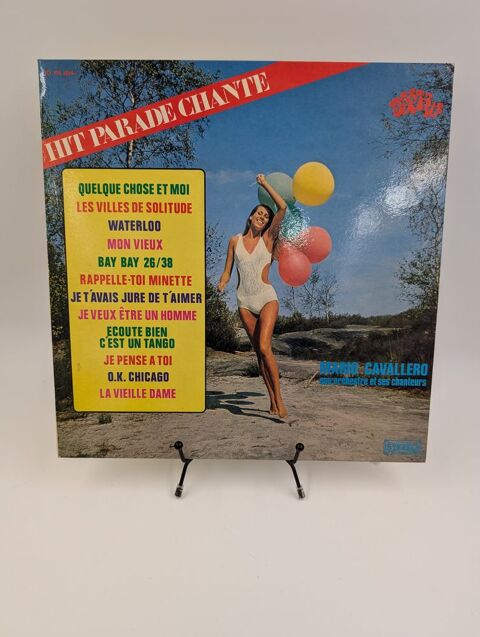 HIT PARADE CHANTE
QUELQUE CHOSE ET MOI
LES VILLES DE SOLITUDE
WATERLOO
MON VIEUX
BAY BAY 26/38
RAPPELLE-TOI MINETTE
JE T'AVAIS JURE DE T'AIMER
JE VEUX ÊTRE UN HOMME
ECOUTE BIEN
C'EST UN TANGO
JE PENSE A TOI
O.K. CHICAGO
LA VIEILLE DAME
MARIO CAVALLERO
son orchestre et ses chanteurs